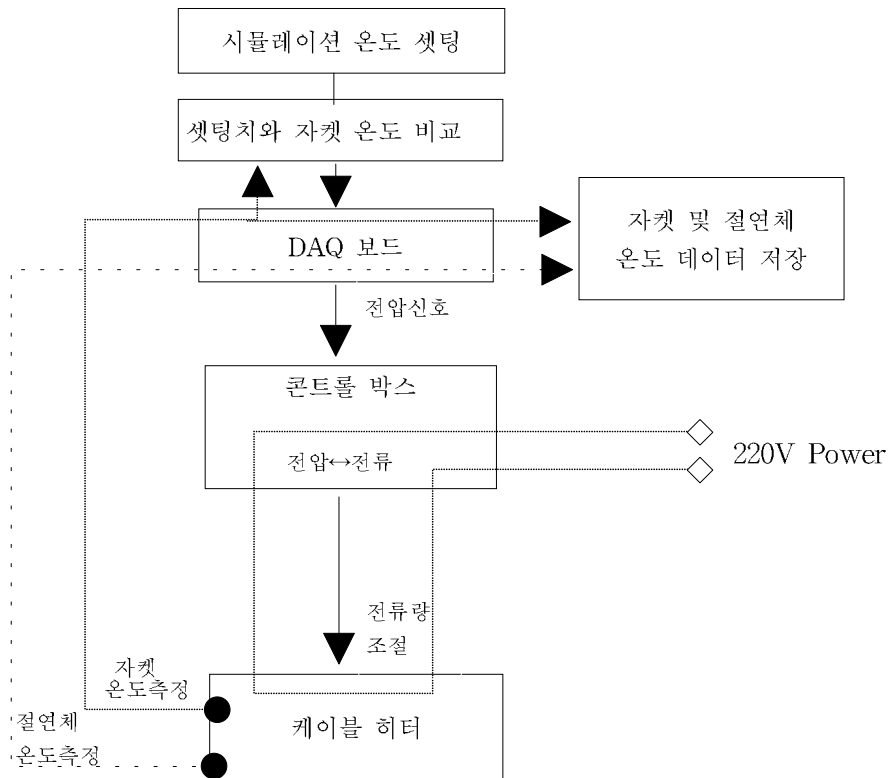 시뮬레이션 온도 셋팅
셋팅치와 자켓 온도 비교
DAQ 보드
자켓 및 절연체
온도 데이터 저장
전압신호
콘트롤 박스
전압↔전류
220V Power
전류량
조절
자켓
온도측정
절연체
온도측정
케이블 히터